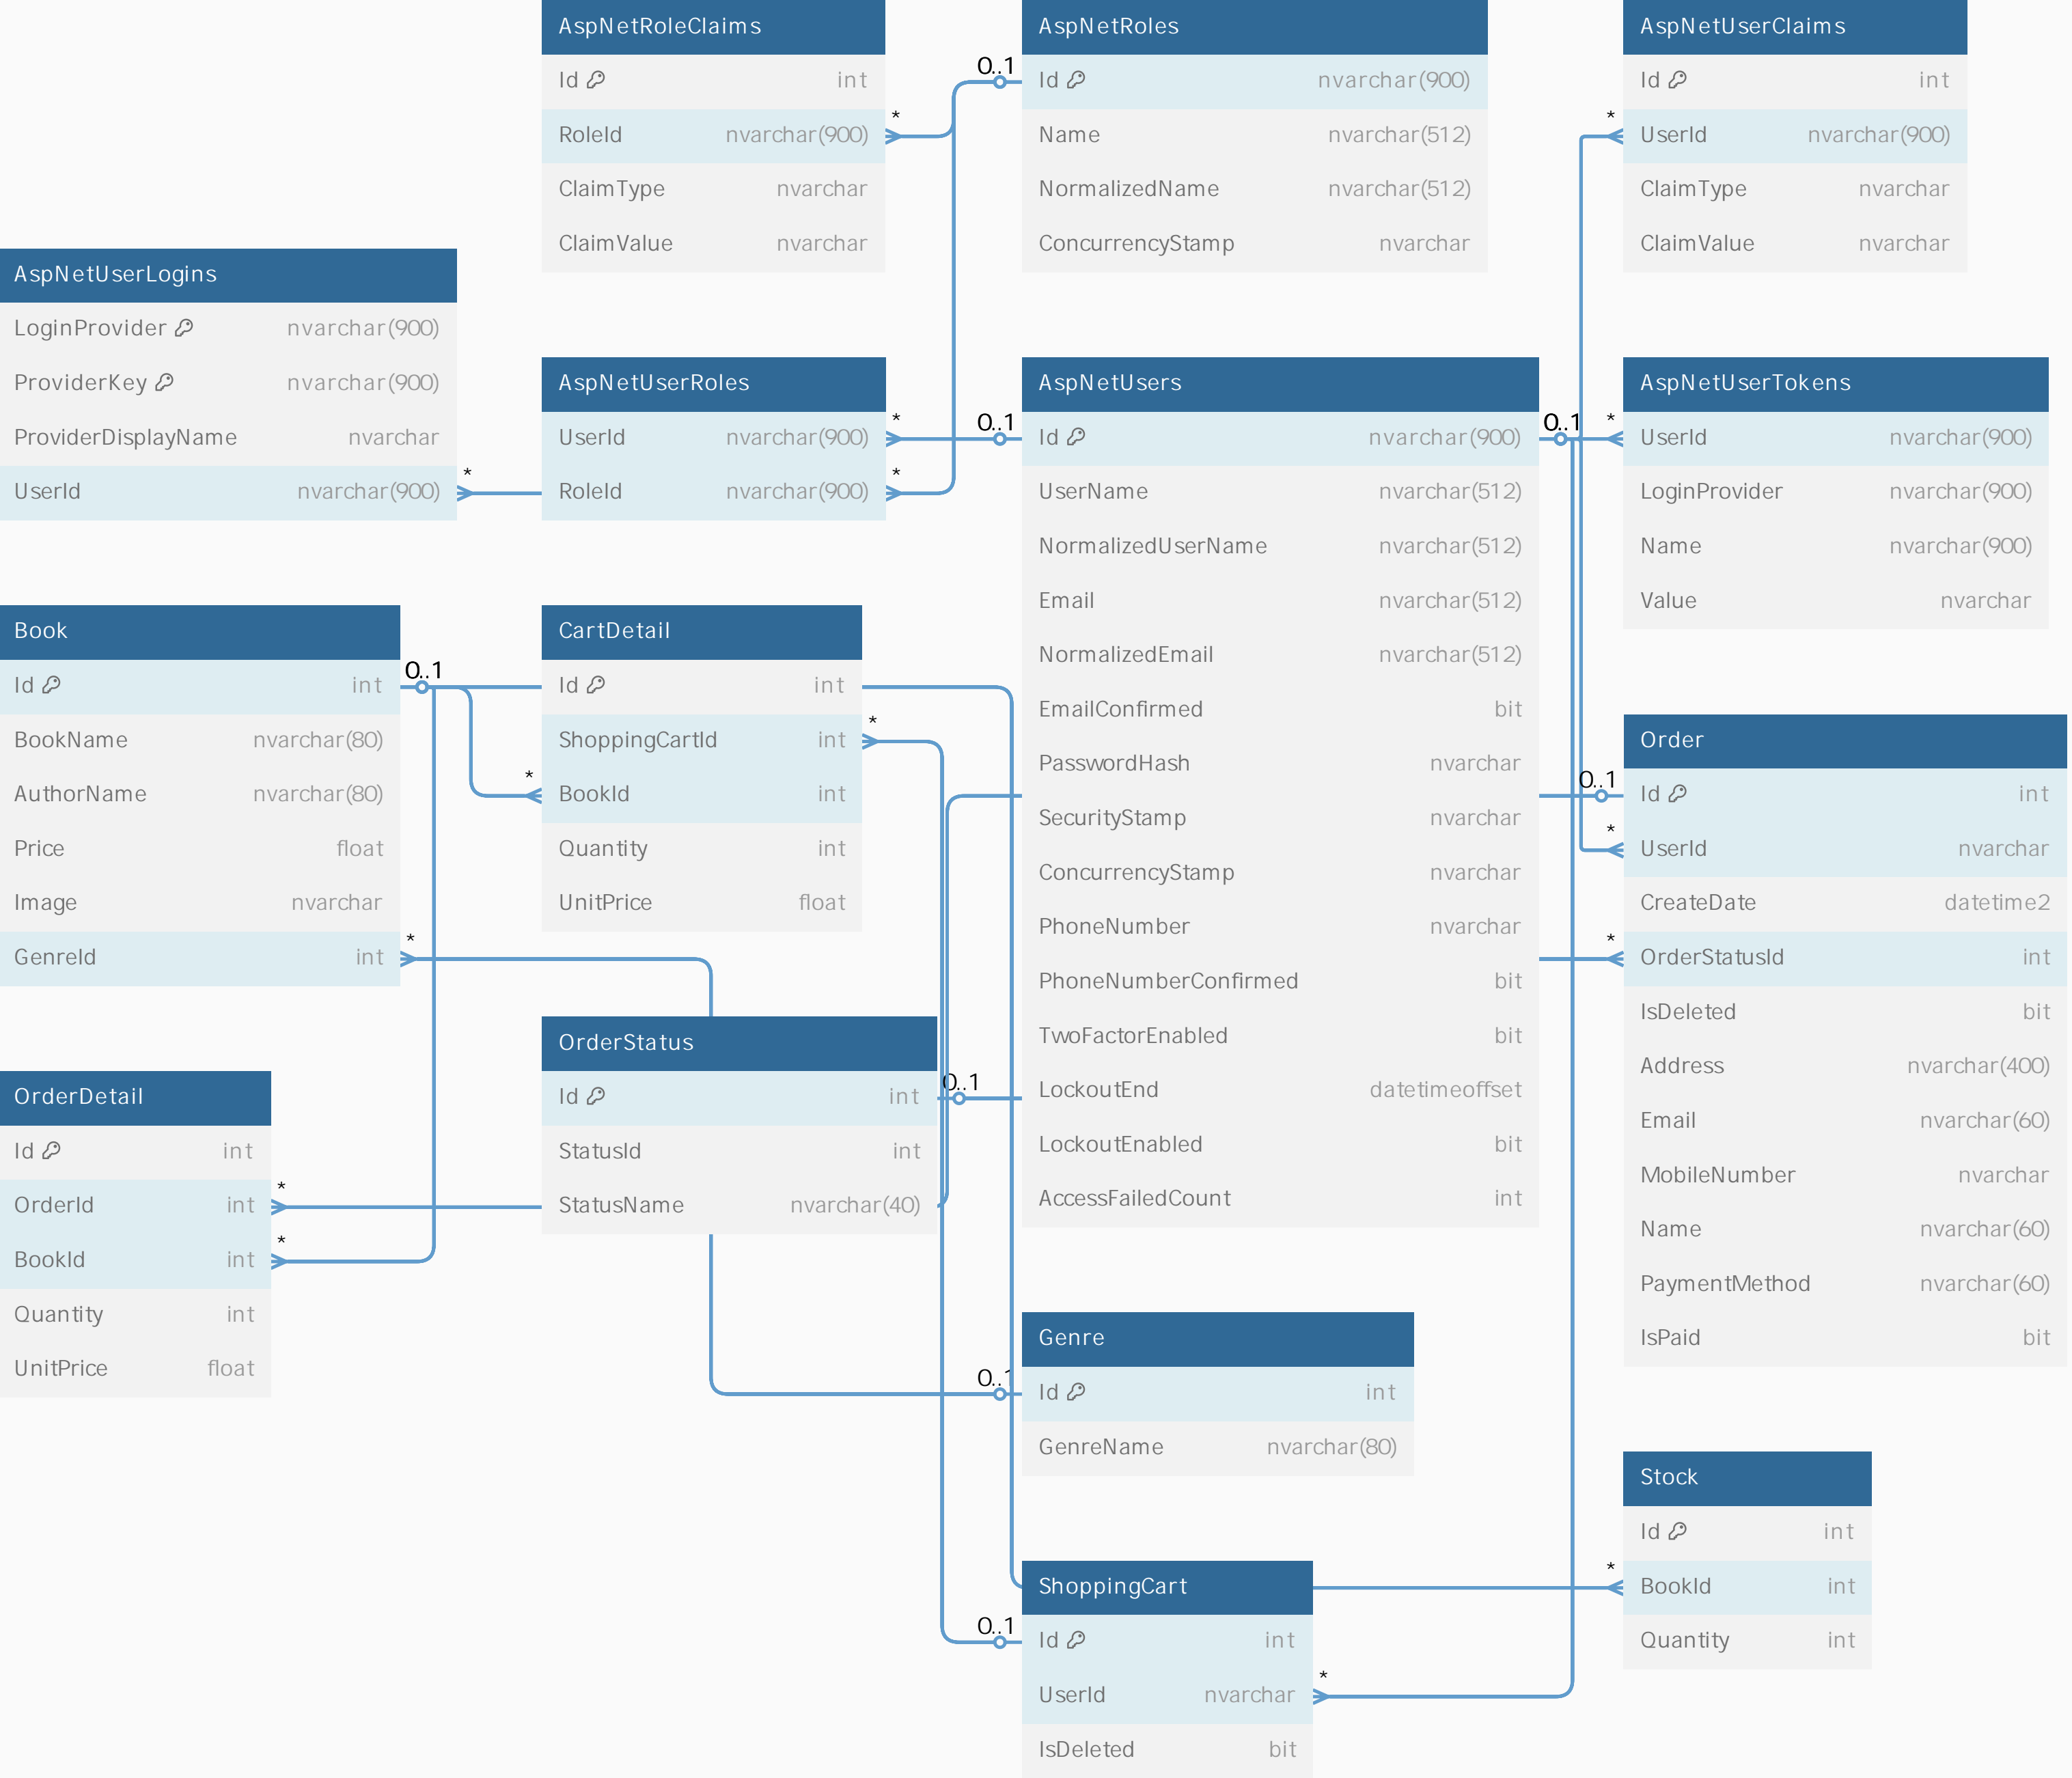 AspNetRoleClaims
Id int
RoleId nvarchar(900)
ClaimType nvarchar
ClaimValue nvarchar
*
0..1
AspNetRoles
Id nvarchar(900)
Name nvarchar(512)
NormalizedName nvarchar(512)
ConcurrencyStamp nvarchar
AspNetUserClaims
Id int
* UserId nvarchar(900)
ClaimType nvarchar
ClaimValue nvarchar
AspNetUserLogins
LoginProvider nvarchar(900)
ProviderKey nvarchar(900)
ProviderDisplayName nvarchar
UserId nvarchar(900) *
AspNetUserRoles
UserId nvarchar(900) *
RoleId nvarchar(900) *
0..1
AspNetUsers
Id nvarchar(900)
UserName nvarchar(512)
NormalizedUserName nvarchar(512)
Email nvarchar(512)
NormalizedEmail nvarchar(512)
EmailConfirmed bit
PasswordHash nvarchar
SecurityStamp nvarchar
ConcurrencyStamp nvarchar
PhoneNumber nvarchar
PhoneNumberConfirmed bit
TwoFactorEnabled bit
LockoutEnd datetimeoffset
LockoutEnabled bit
AccessFailedCount int
0..1 *
AspNetUserTokens
UserId nvarchar(900)
LoginProvider nvarchar(900)
Name nvarchar(900)
Value nvarchar
Book
Id int 0..1
BookName nvarchar(80)
AuthorName nvarchar(80)
Price float
Image nvarchar
GenreId int *
CartDetail
Id int
ShoppingCartId int *
* BookId int
Quantity int
UnitPrice float
Order
0..1 Id int
* UserId nvarchar
CreateDate datetime2
* OrderStatusId int
IsDeleted bit
Address nvarchar(400)
Email nvarchar(60)
MobileNumber nvarchar
Name nvarchar(60)
PaymentMethod nvarchar(60)
IsPaid bit
OrderStatus
Id int 0..1
StatusId int
StatusName nvarchar(40)
OrderDetail
Id int
OrderId int *
BookId int *
Quantity int
UnitPrice float
Genre
0..1 Id int
GenreName nvarchar(80)
Stock
Id int
* BookId int
Quantity int
ShoppingCart
0..1 Id int
UserId nvarchar *
IsDeleted bit